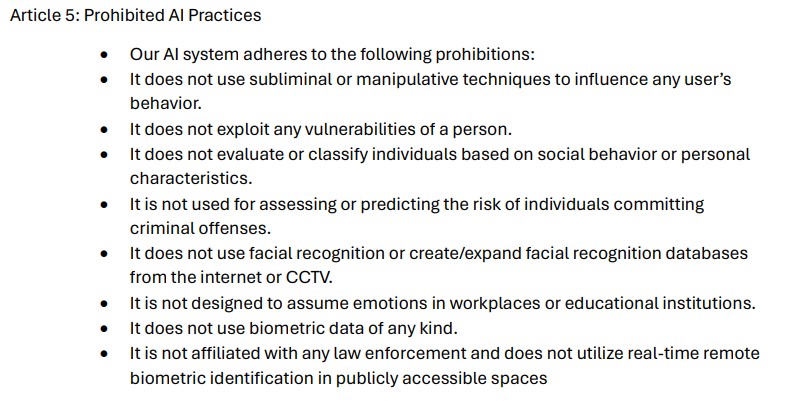 Article 5: Prohibited AI Practices
• Our AI system adheres to the following prohibitions:
• It does not use subliminal or manipulative techniques to influence any user’s
behavior.
• It does not exploit any vulnerabilities of a person.
• It does not evaluate or classify individuals based on social behavior or personal
characteristics.
• It is not used for assessing or predicting the risk of individuals committing
criminal offenses.
• It does not use facial recognition or create/expand facial recognition databases
from the internet or CCTV.
• It is not designed to assume emotions in workplaces or educational institutions.
• It does not use biometric data of any kind.
• It is not affiliated with any law enforcement and does not utilize real-time remote
biometric identification in publicly accessible spaces